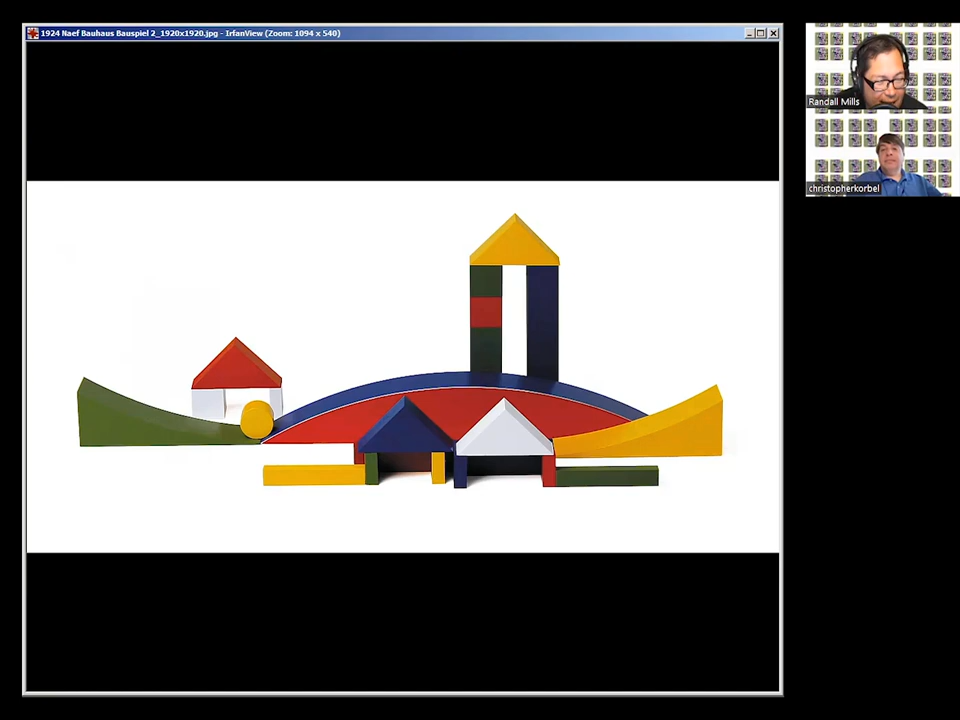 1924 Naef Bauhaus Bauspiel 2_1920x1920.jpg - IrfanView (Zoom: 1094 x 540)
Randall Mills
christopherkorbel